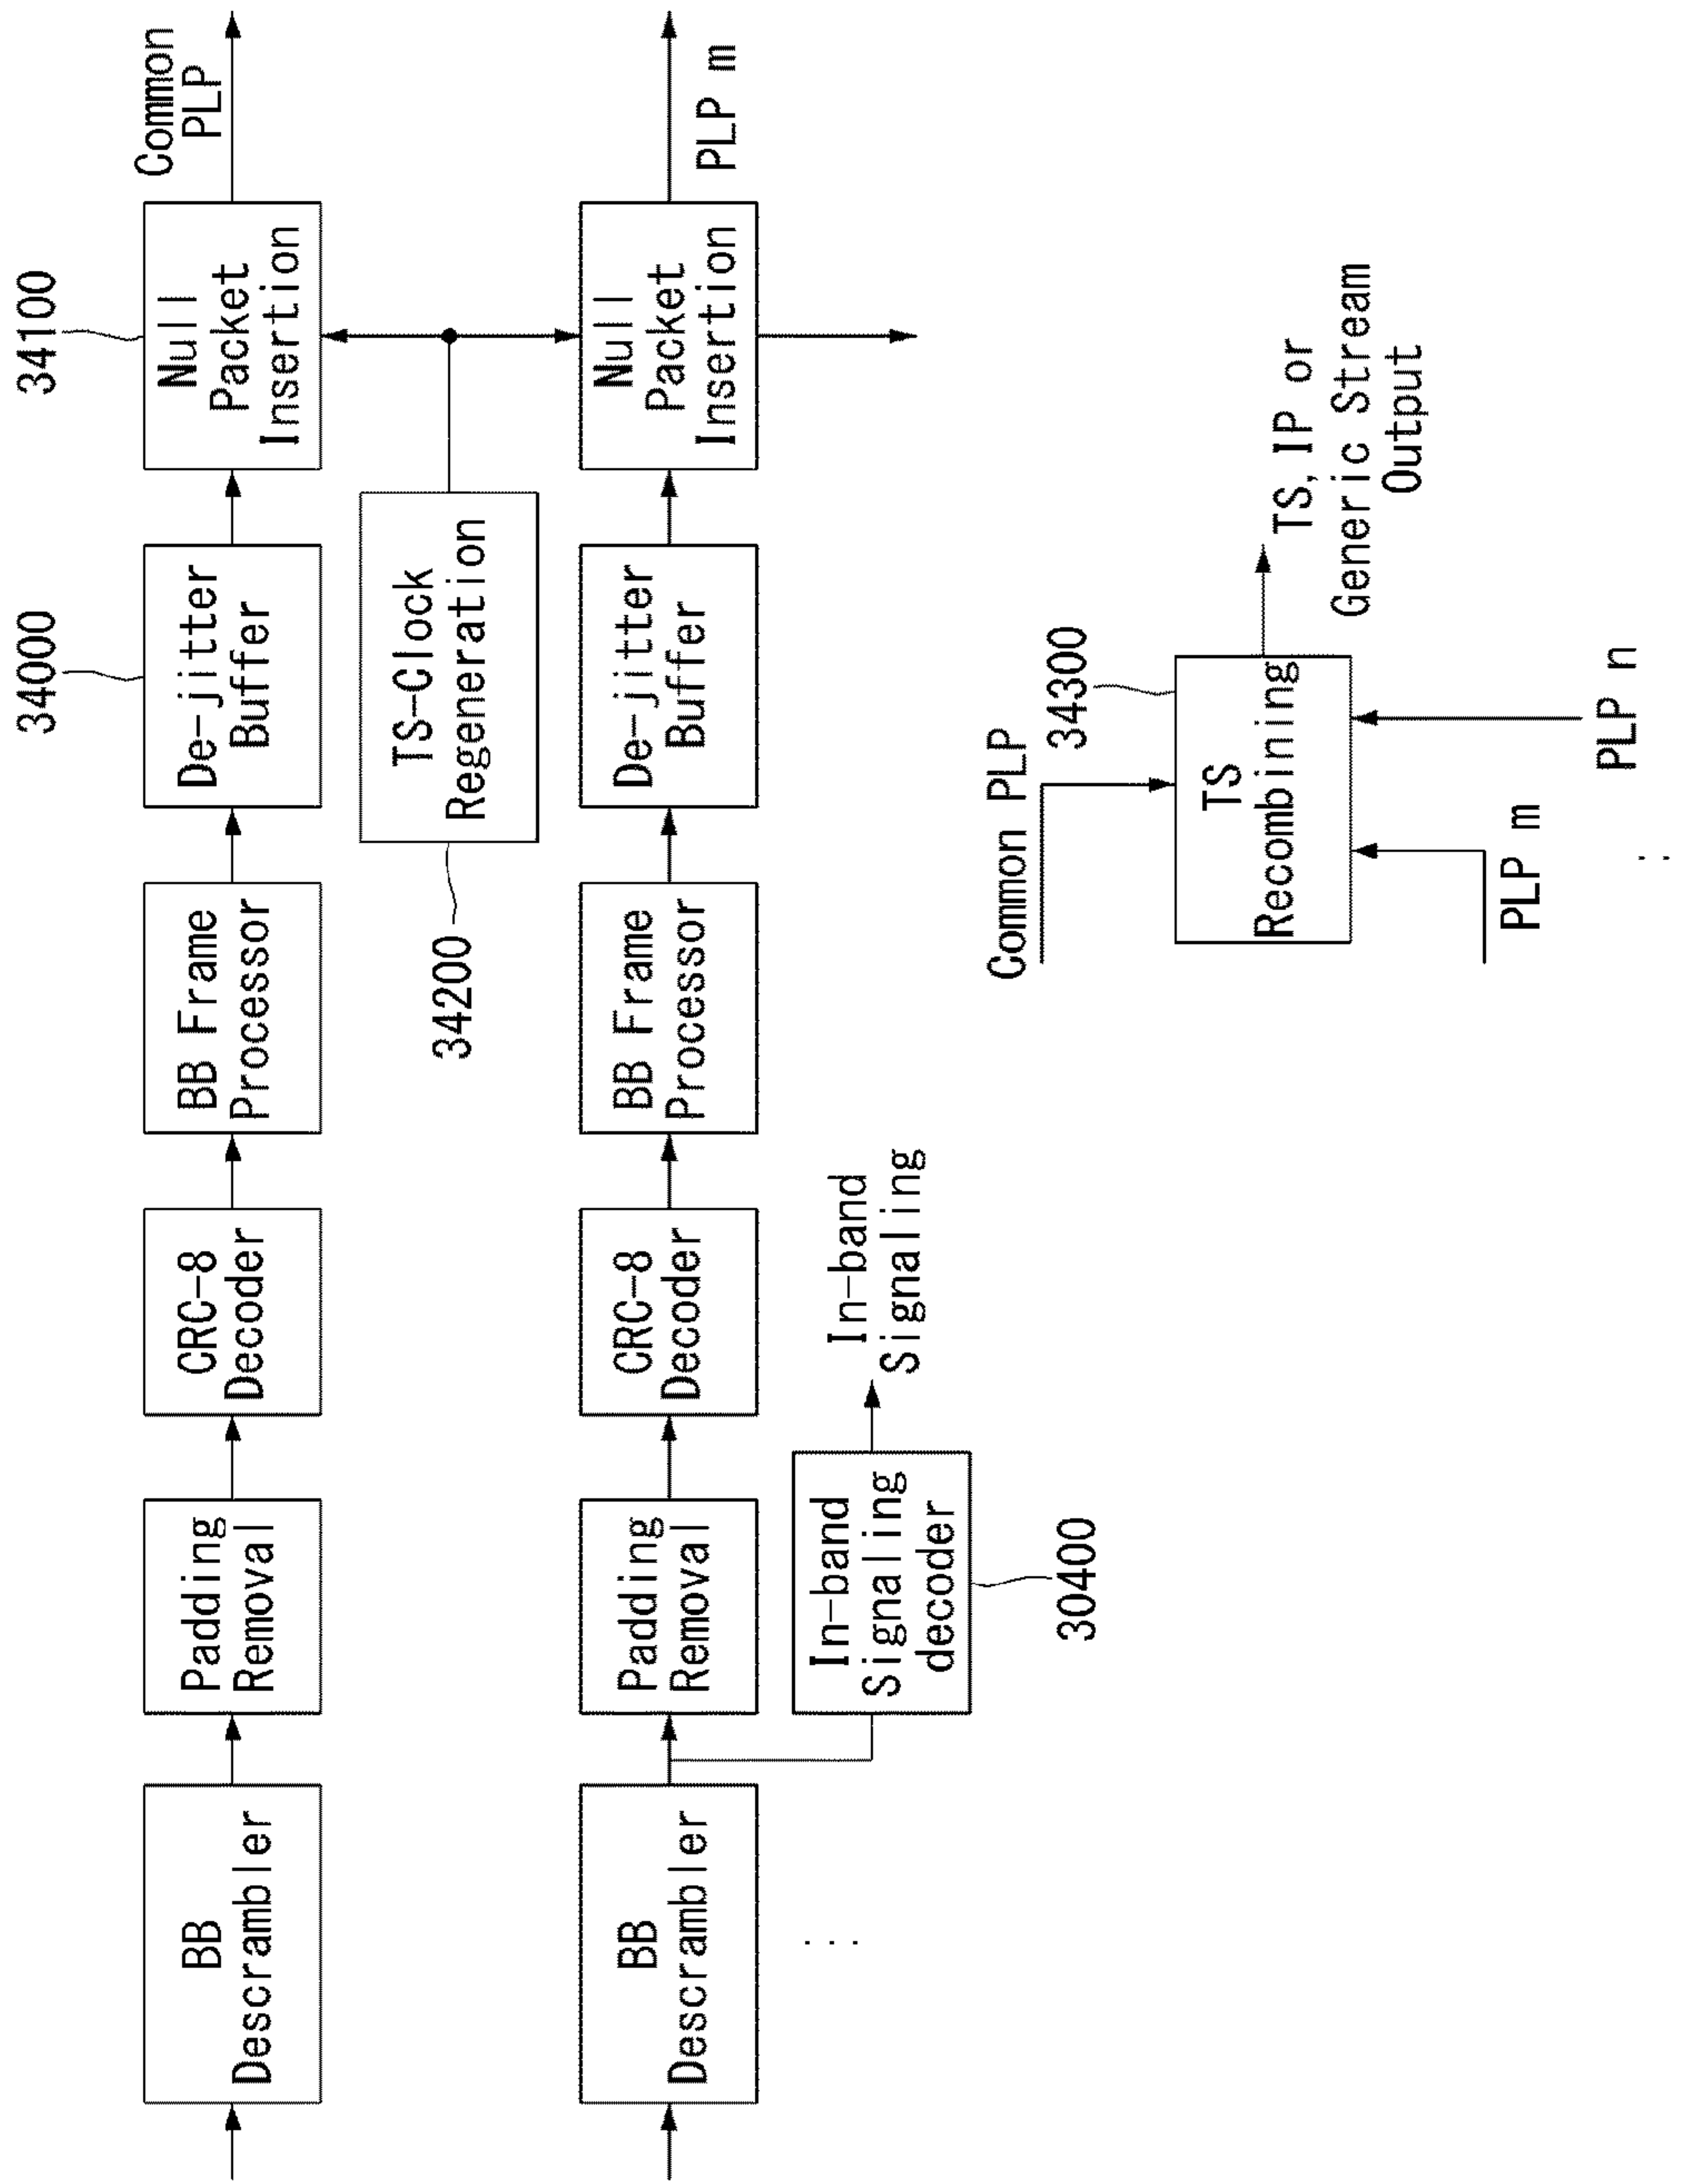 BB
Descrambler
Padding
Removal
CRC-8
Decoder
BB Frame
Processor
34000
De-jitter
Buffer
34100
Null
Packet
Insertion
Common
PLP
34200
TS-Clock
Regeneration
BB
Descrambler
Padding
Removal
CRC-8
Decoder
BB Frame
Processor
De-jitter
Buffer
Null
Packet
Insertion
PLP m
...
In-band
Signaling
decoder
30400
In-band
Signaling
Common PLP
34300
TS
Recombining
TS, IP or
Generic Stream
Output
PLP m
PLP n
..